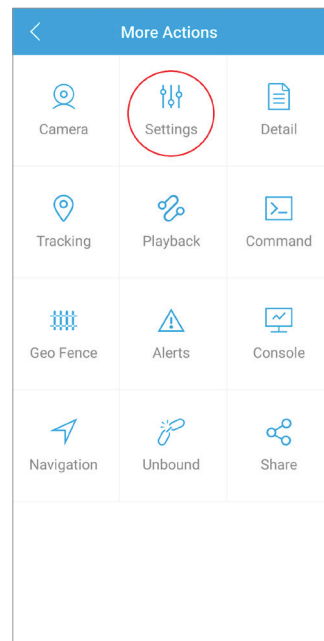 More Actions
Camera
Settings
Detail
Tracking
Playback
Command
Geo Fence
Alerts
Console
Navigation
Unbound
Share